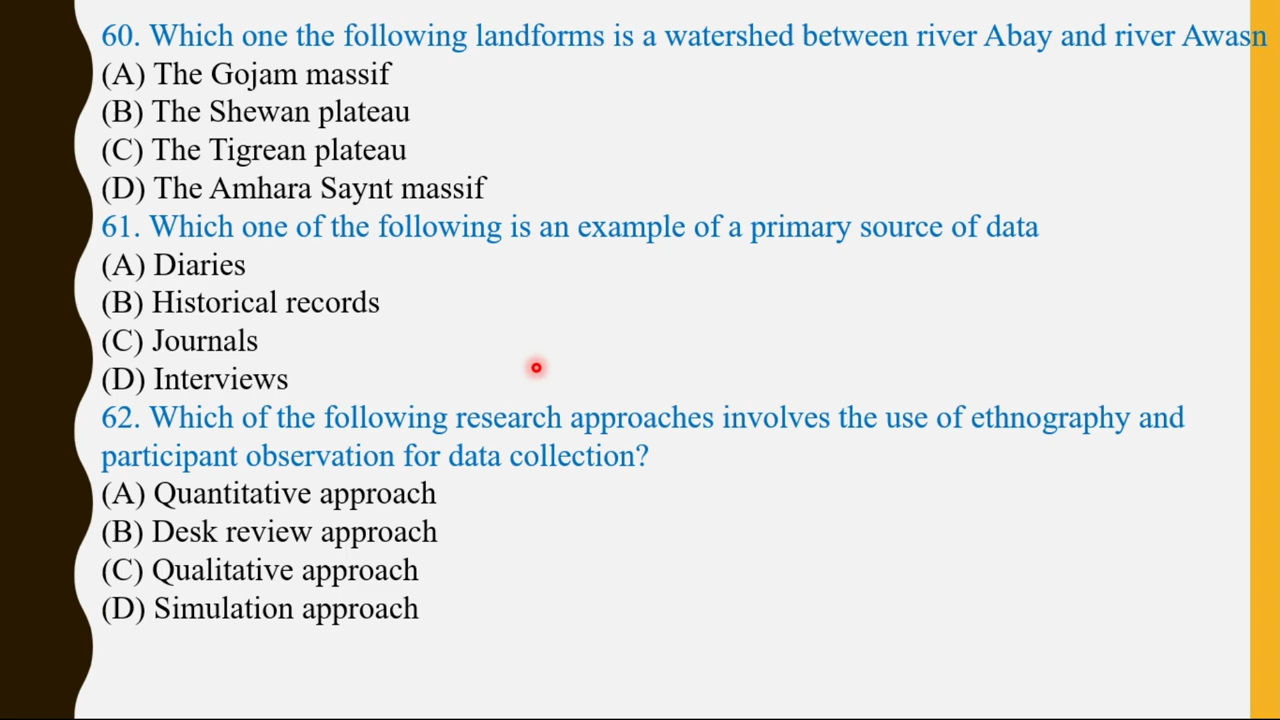 60. Which one the following landforms is a watershed between river Abay and river Awash
(A) The Gojam massif
(B) The Shewan plateau
(C) The Tigrean plateau
(D) The Amhara Saynt massif
61. Which one of the following is an example of a primary source of data
(A) Diaries
(B) Historical records
(C) Journals
(D) Interviews
62. Which of the following research approaches involves the use of ethnography and
participant observation for data collection?
(A) Quantitative approach
(B) Desk review approach
(C) Qualitative approach
(D) Simulation approach